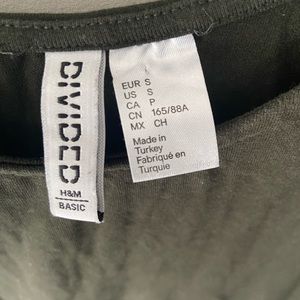 DIVIDED
H&M
BASIC
EUR S
US S
CA P
CN 165/88A
MX CH
Made in
Turkey
Fabriqué en
Turquie